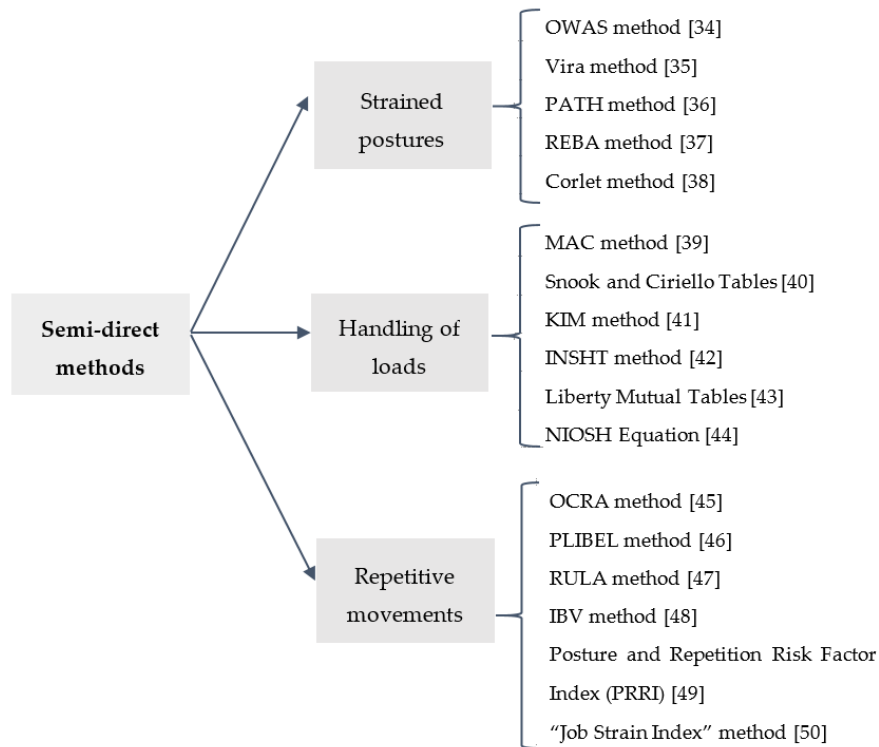 Semi-direct
methods
Strained
postures
OWAS method [34]
Vira method [35]
PATH method [36]
REBA method [37]
Corlet method [38]
Handling of
loads
MAC method [39]
Snook and Ciriello Tables [40]
KIM method [41]
INSHT method [42]
Liberty Mutual Tables [43]
NIOSH Equation [44]
Repetitive
movements
OCRA method [45]
PLIBEL method [46]
RULA method [47]
IBV method [48]
Posture and Repetition Risk Factor
Index (PRRI) [49]
“Job Strain Index” method [50]